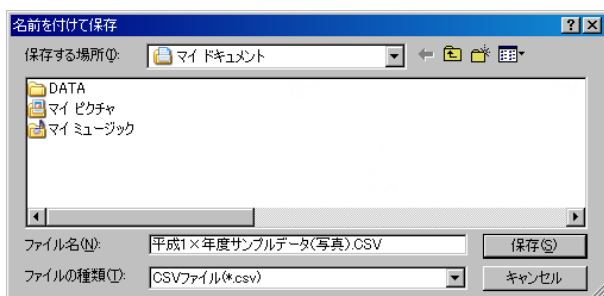 名前を付けて保存
保存する場所(I): マイ ドキュメント
DATA
マイ ピクチャ
マイ ミュージック
ファイル名(N): 平成1×年度サンプルデータ(写真).CSV 保存(S)
ファイルの種類(T): CSVファイル(*.csv) キャンセル